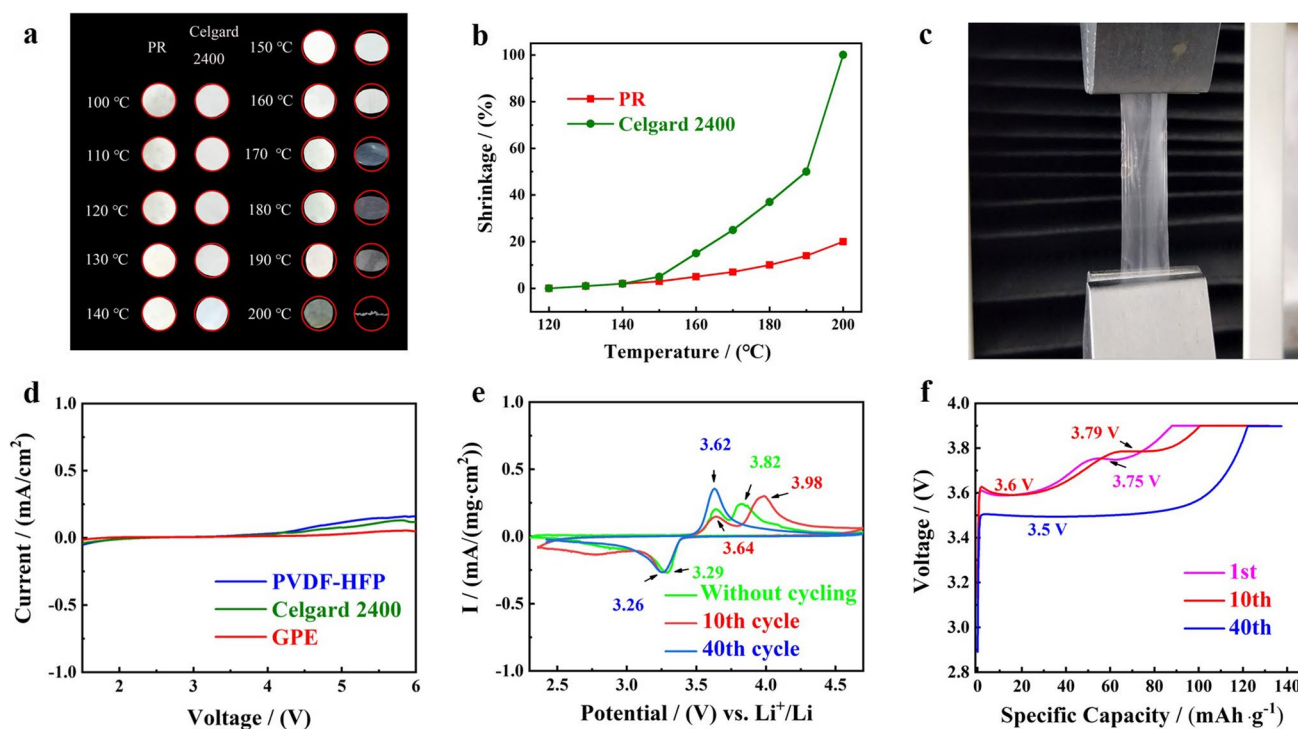 a
PR
Celgard
2400
100 ℃
110 ℃
120 ℃
130 ℃
140 ℃
150 ℃
160 ℃
170 ℃
180 ℃
190 ℃
200 ℃
b
100
80
60
40
20
0
Shrinkage / (%)
PR
Celgard 2400
120
140
160
180
200
Temperature / (℃)
c
d
1.0
0.5
0.0
-0.5
-1.0
Current / (mA/cm²)
PVDF-HFP
Celgard 2400
GPE
2
3
4
5
6
Voltage / (V)
e
1.0
0.5
0.0
-0.5
-1.0
I / (mA/(mg·cm²)
3.62
3.82
3.98
3.64
3.29
3.26
Without cycling
10th cycle
40th cycle
2.5
3.0
3.5
4.0
4.5
Potential / (V) vs. Li⁺/Li
f
4.0
3.8
3.6
3.4
3.2
3.0
2.8
Voltage / (V)
3.79 V
3.75 V
3.6 V
3.5 V
1st
10th
40th
0
20
40
60
80
100
120
140
Specific Capacity / (mAh·g⁻¹)